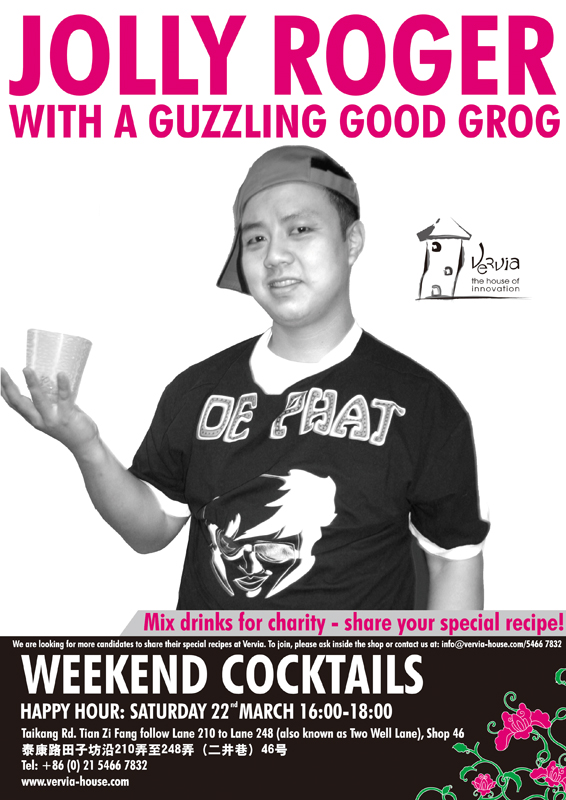 JOLLY ROGER
WITH A GUZZLING GOOD GROG
vervia
the house of
innovation
DE PHAT
Mix drinks for charity - share your special recipe!
We are looking for more candidates to share their special recipes at Vervia. To join, please ask inside the shop or contact us at: info@vervia-house.com/5466 7832
WEEKEND COCKTAILS
HAPPY HOUR: SATURDAY 22nd MARCH 16:00-18:00
Taikang Rd. Tian Zi Fang follow Lane 210 to Lane 248 (also known as Two Well Lane), Shop 46
泰康路田子坊沿210弄至248弄 (二井巷) 46号
Tel: +86 (0) 21 5466 7832
www.vervia-house.com